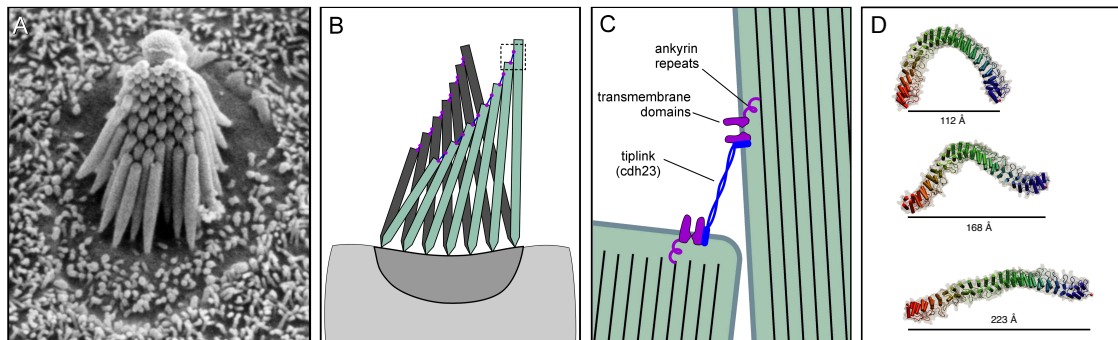 A
B
C
ankyrin
repeats
transmembrane
domains
tiplink
(cdh23)
D
112 Å
168 Å
223 Å